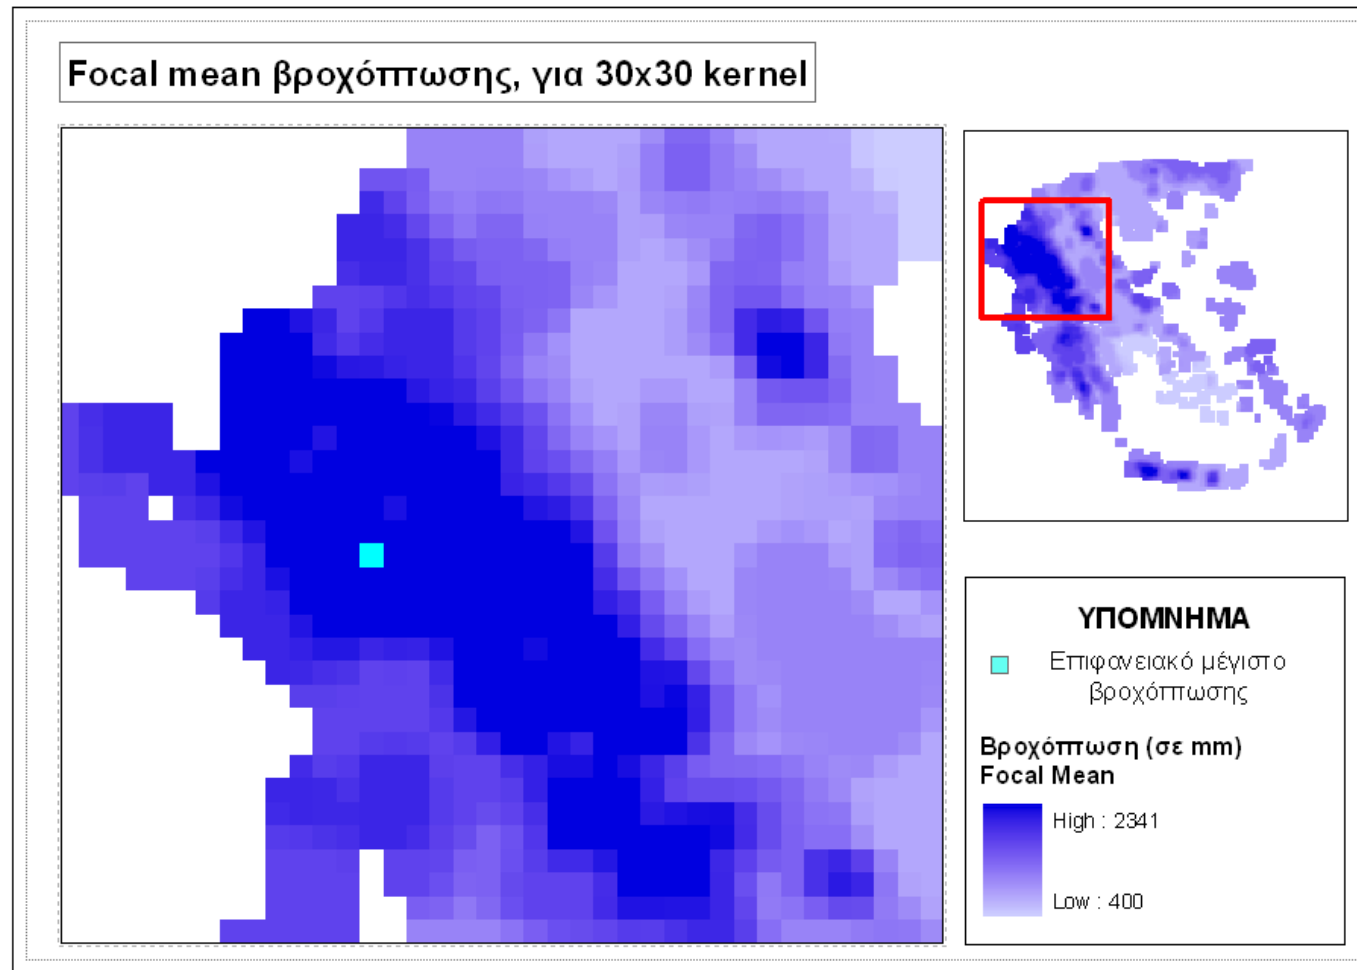 Focal mean βροχόπτωσης, για 30x30 kernel
ΥΠΟΜΝΗΜΑ
Επιφανειακό μέγιστο
βροχόπτωσης
Βροχόπτωση (σε mm)
Focal Mean
High : 2341
Low : 400